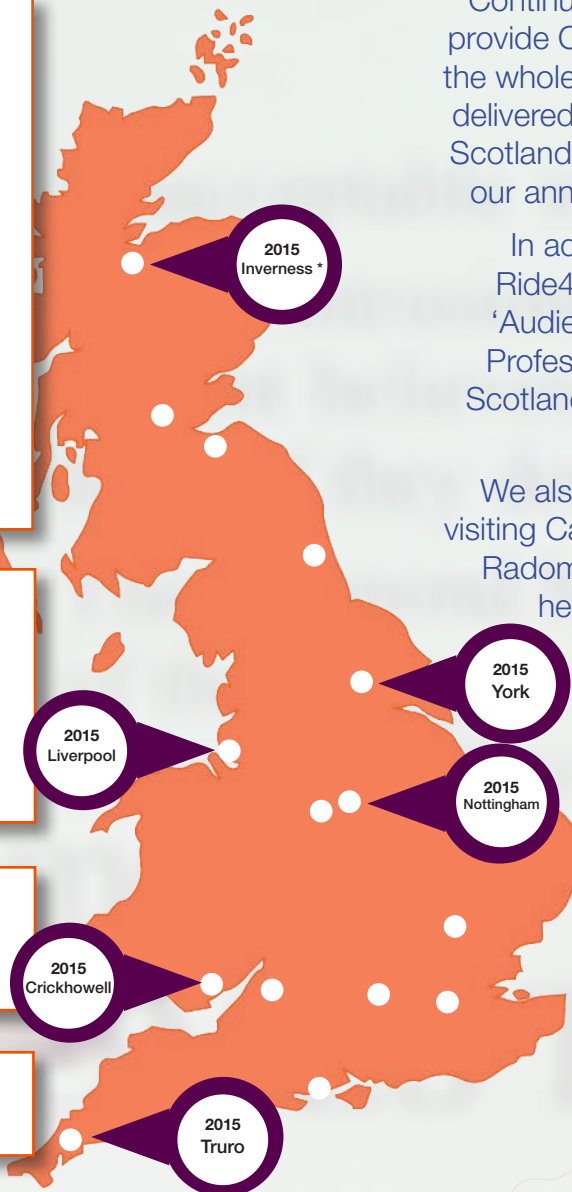 Continu
provide C
the whole
delivered
Scotland
our ann
In ad
Ride4
‘Audie
Profes
Scotland
We als
visiting Ca
Radom
he
2015
Inverness *
2015
York
2015
Liverpool
2015
Nottingham
2015
Crickhowell
2015
Truro